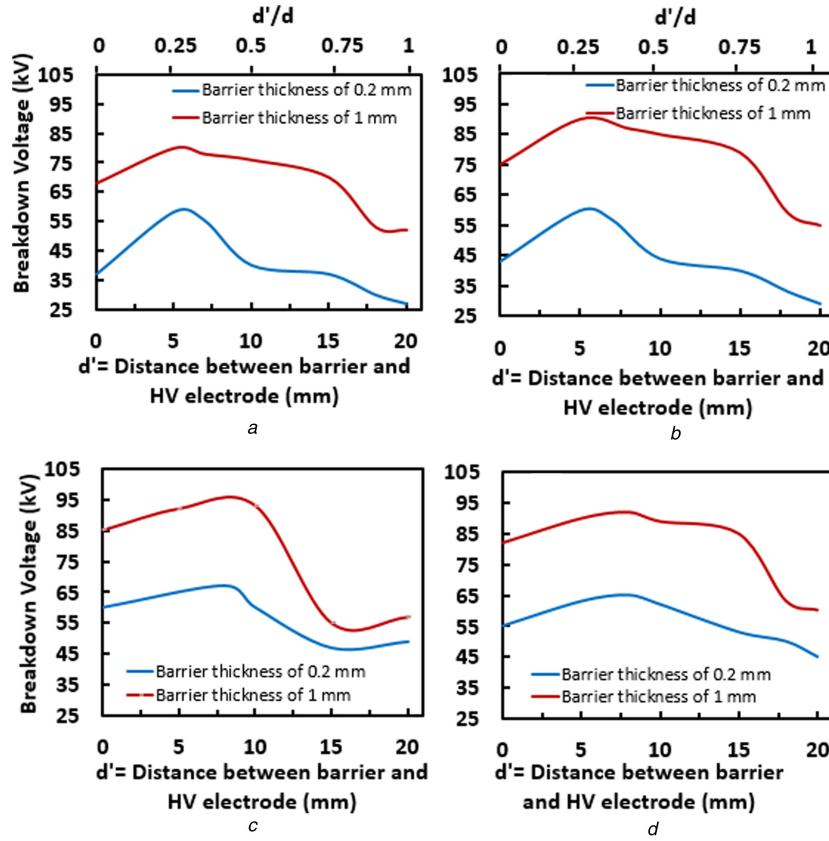 d'/d
0 0.25 0.5 0.75 1
105
95
85
75
65
55
45
35
25
Breakdown Voltage (kV)
Barrier thickness of 0.2 mm
Barrier thickness of 1 mm
0 5 10 15 20
d'= Distance between barrier and
HV electrode (mm)
a
d'/d
0 0.25 0.5 0.75 1
105
95
85
75
65
55
45
35
25
Barrier thickness of 0.2 mm
Barrier thickness of 1 mm
0 5 10 15 20
d'= Distance between barrier and
HV electrode (mm)
b
105
95
85
75
65
55
45
35
25
Breakdown Voltage (kV)
Barrier thickness of 0.2 mm
Barrier thickness of 1 mm
0 5 10 15 20
d'= Distance between barrier and
HV electrode (mm)
c
105
95
85
75
65
55
45
35
25
Barrier thickness of 0.2 mm
Barrier thickness of 1 mm
0 5 10 15 20
d'= Distance between barrier
and HV electrode (mm)
d